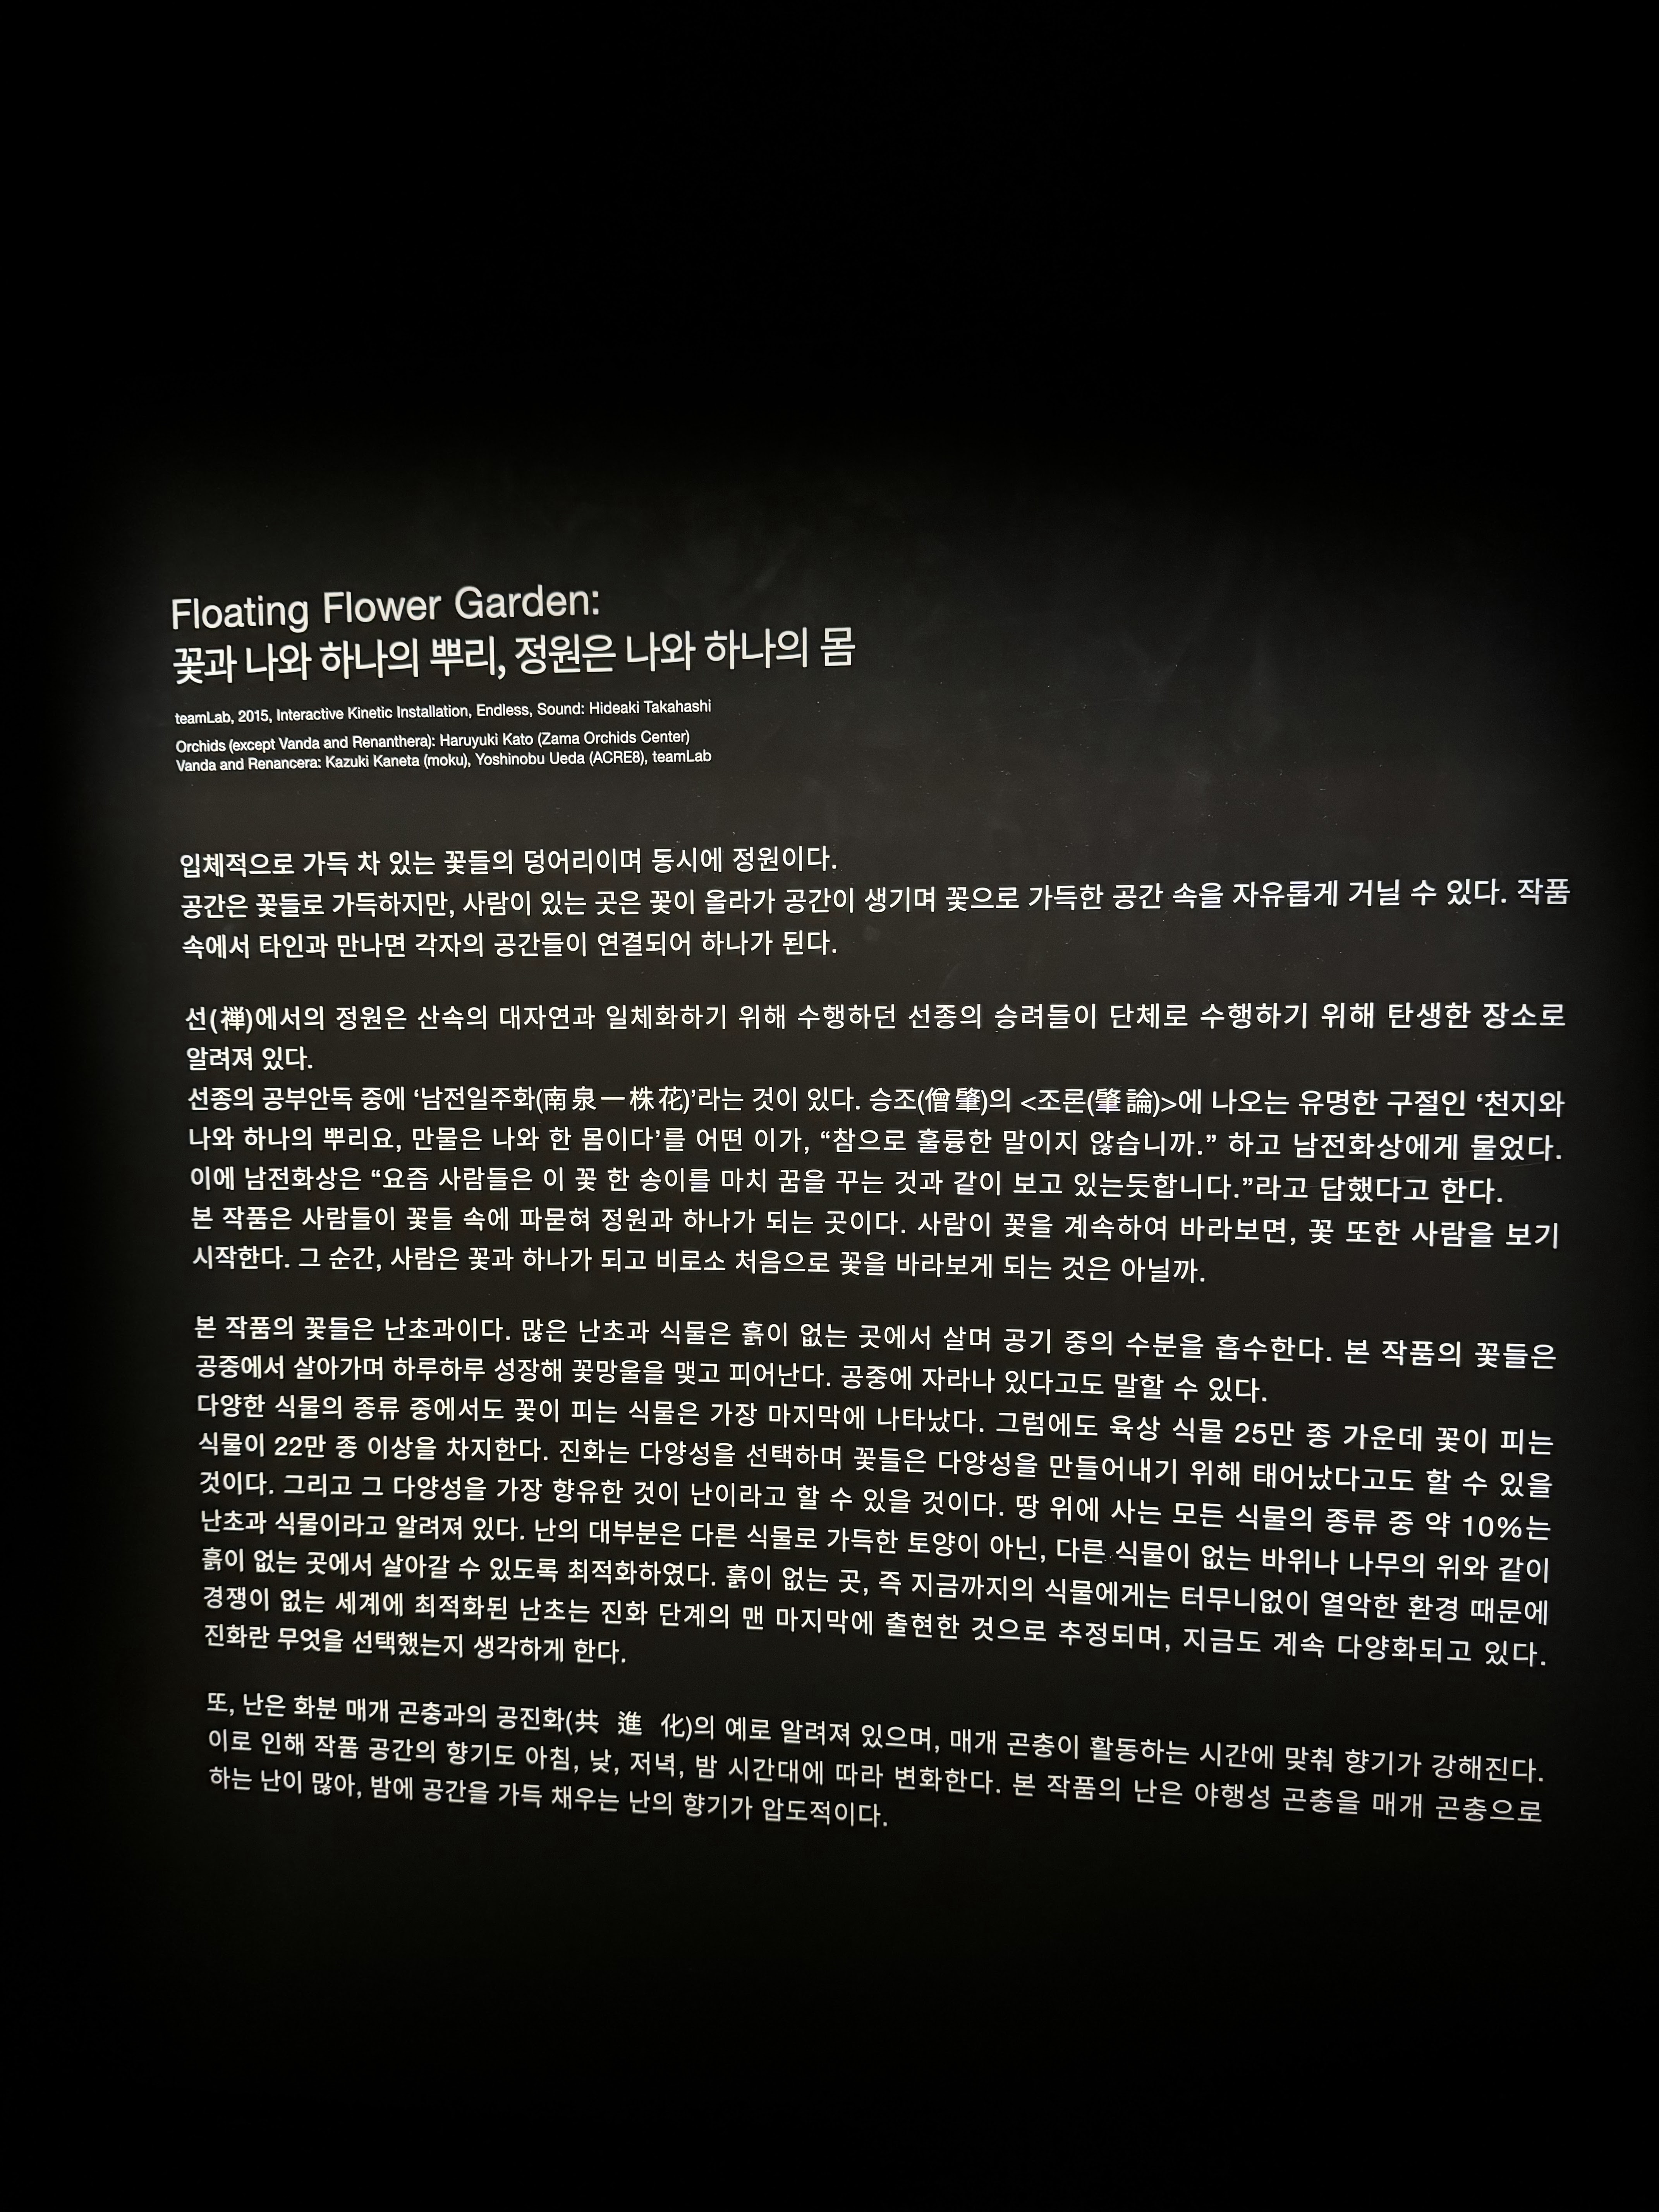 Floating Flower Garden:
꽃과 나와 하나의 뿌리, 정원은 나와 하나의 몸
teamLab, 2015, Interactive Kinetic Installation, Endless, Sound: Hideaki Takahashi
Orchids (except Vanda and Renanthera): Haruyuki Kato (Zama Orchids Center)
Vanda and Renancera: Kazuki Kaneta (moku), Yoshinobu Ueda (ACRE8), teamLab
입체적으로 가득 차 있는 꽃들의 덩어리이며 동시에 정원이다.
공간은 꽃들로 가득하지만, 사람이 있는 곳은 꽃이 올라가 공간이 생기며 꽃으로 가득한 공간 속을 자유롭게 거닐 수 있다. 작품
속에서 타인과 만나면 각자의 공간들이 연결되어 하나가 된다.
선(禅)에서의 정원은 산속의 대자연과 일체화하기 위해 수행하던 선종의 승려들이 단체로 수행하기 위해 탄생한 장소로
알려져 있다.
선종의 공부안독 중에 ‘남전일주화(南泉一株花)’라는 것이 있다. 승조(僧肇)의 <조론(肇論)>에 나오는 유명한 구절인 ‘천지와
나와 하나의 뿌리요, 만물은 나와 한 몸이다’를 어떤 이가, “참으로 훌륭한 말이지 않습니까.” 하고 남전화상에게 물었다.
이에 남전화상은 “요즘 사람들은 이 꽃 한 송이를 마치 꿈을 꾸는 것과 같이 보고 있는듯합니다.”라고 답했다고 한다.
본 작품은 사람들이 꽃들 속에 파묻혀 정원과 하나가 되는 곳이다. 사람이 꽃을 계속하여 바라보면, 꽃 또한 사람을 보기
시작한다. 그 순간, 사람은 꽃과 하나가 되고 비로소 처음으로 꽃을 바라보게 되는 것은 아닐까.
본 작품의 꽃들은 난초과이다. 많은 난초과 식물은 흙이 없는 곳에서 살며 공기 중의 수분을 흡수한다. 본 작품의 꽃들은
공중에서 살아가며 하루하루 성장해 꽃망울을 맺고 피어난다. 공중에 자라나 있다고도 말할 수 있다.
다양한 식물의 종류 중에서도 꽃이 피는 식물은 가장 마지막에 나타났다. 그럼에도 육상 식물 25만 종 가운데 꽃이 피는
식물이 22만 종 이상을 차지한다. 진화는 다양성을 선택하며 꽃들은 다양성을 만들어내기 위해 태어났다고도 할 수 있을
것이다. 그리고 그 다양성을 가장 향유한 것이 난이라고 할 수 있을 것이다. 땅 위에 사는 모든 식물의 종류 중 약 10%는
난초과 식물이라고 알려져 있다. 난의 대부분은 다른 식물로 가득한 토양이 아닌, 다른 식물이 없는 바위나 나무의 위와 같이
흙이 없는 곳에서 살아갈 수 있도록 최적화하였다. 흙이 없는 곳, 즉 지금까지의 식물에게는 터무니없이 열악한 환경 때문에
경쟁이 없는 세계에 최적화된 난초는 진화 단계의 맨 마지막에 출현한 것으로 추정되며, 지금도 계속 다양화되고 있다.
진화란 무엇을 선택했는지 생각하게 한다.
또, 난은 화분 매개 곤충과의 공진화(共 進 化)의 예로 알려져 있으며, 매개 곤충이 활동하는 시간에 맞춰 향기가 강해진다.
이로 인해 작품 공간의 향기도 아침, 낮, 저녁, 밤 시간대에 따라 변화한다. 본 작품의 난은 야행성 곤충을 매개 곤충으로
하는 난이 많아, 밤에 공간을 가득 채우는 난의 향기가 압도적이다.